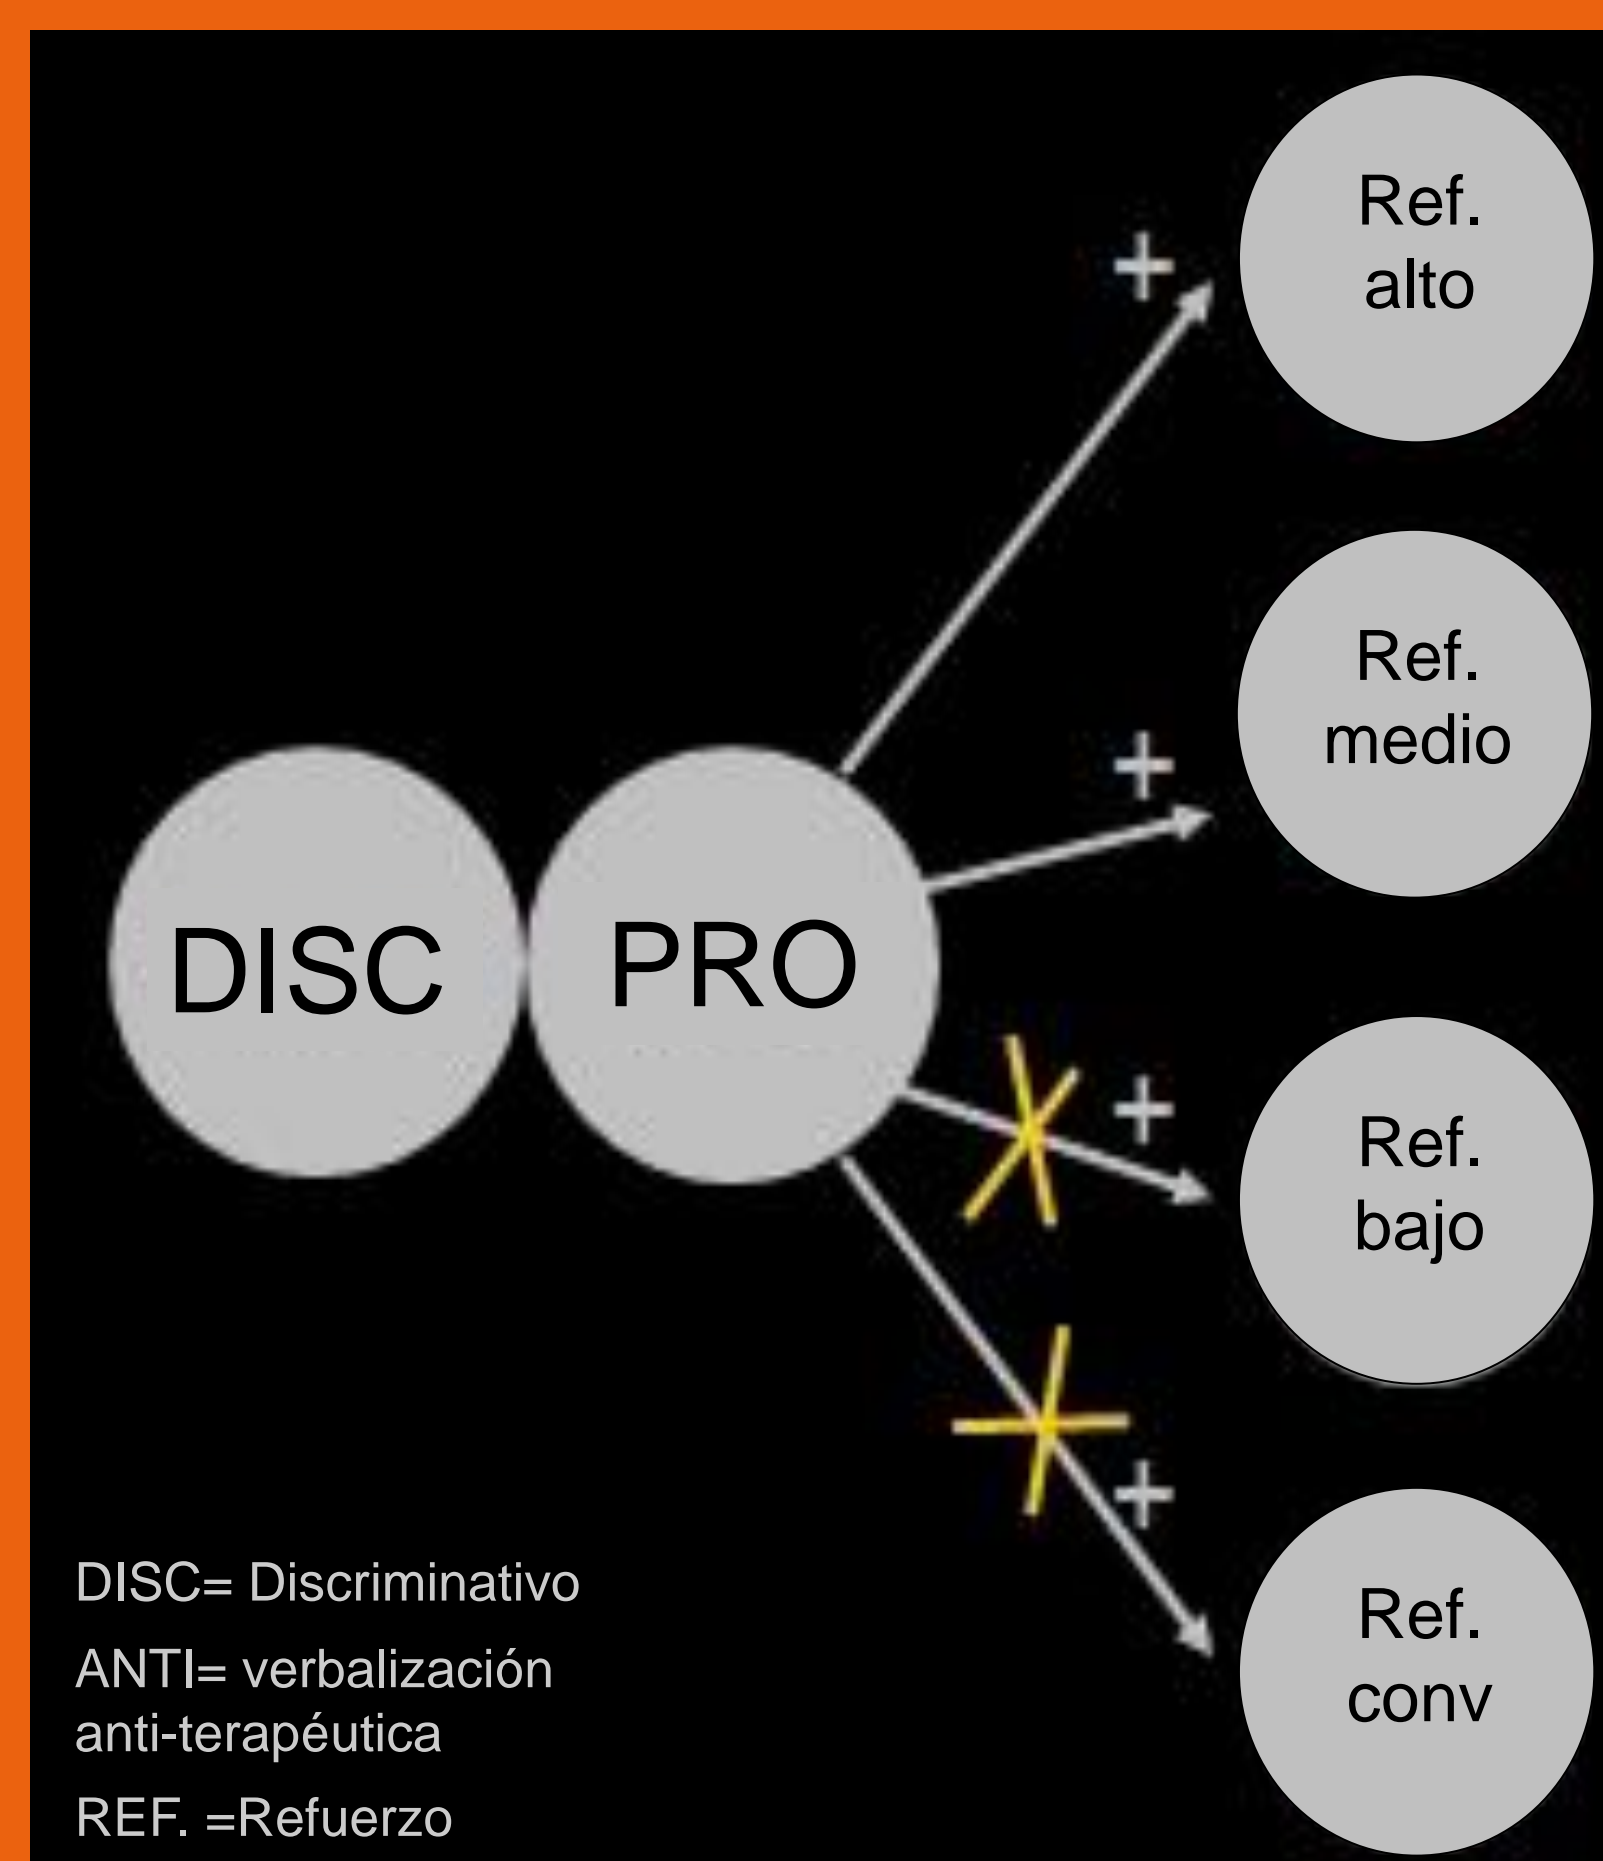 Ref.
alto
+
Ref.
medio
+
DISC
PRO
Ref.
bajo
+
Ref.
conv
+
DISC= Discriminativo
ANTI= verbalización
anti-terapéutica
REF. =Refuerzo